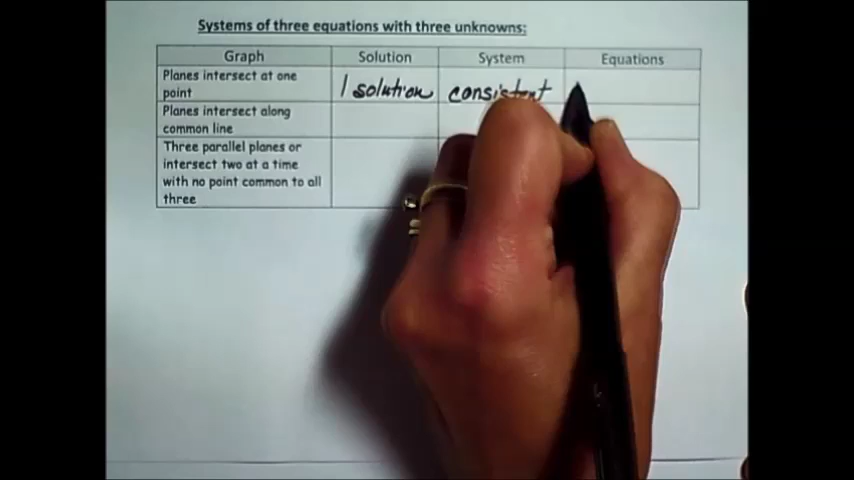 Systems of three equations with three unknowns:
Graph Solution System Equations
Planes intersect at one
point
1 solution consistent
Planes intersect along
common line
Three parallel planes or
intersect two at a time
with no point common to all
three